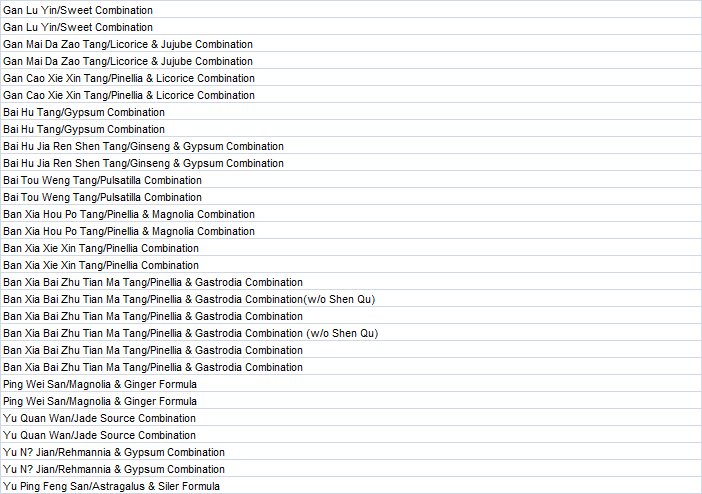 Gan Lu Yin/Sweet Combination
Gan Lu Yin/Sweet Combination
Gan Mai Da Zao Tang/Licorice & Jujube Combination
Gan Mai Da Zao Tang/Licorice & Jujube Combination
Gan Cao Xie Xin Tang/Pinellia & Licorice Combination
Gan Cao Xie Xin Tang/Pinellia & Licorice Combination
Bai Hu Tang/Gypsum Combination
Bai Hu Tang/Gypsum Combination
Bai Hu Jia Ren Shen Tang/Ginseng & Gypsum Combination
Bai Hu Jia Ren Shen Tang/Ginseng & Gypsum Combination
Bai Tou Weng Tang/Pulsatilla Combination
Bai Tou Weng Tang/Pulsatilla Combination
Ban Xia Hou Po Tang/Pinellia & Magnolia Combination
Ban Xia Hou Po Tang/Pinellia & Magnolia Combination
Ban Xia Xie Xin Tang/Pinellia Combination
Ban Xia Xie Xin Tang/Pinellia Combination
Ban Xia Bai Zhu Tian Ma Tang/Pinellia & Gastrodia Combination
Ban Xia Bai Zhu Tian Ma Tang/Pinellia & Gastrodia Combination(w/o Shen Qu)
Ban Xia Bai Zhu Tian Ma Tang/Pinellia & Gastrodia Combination
Ban Xia Bai Zhu Tian Ma Tang/Pinellia & Gastrodia Combination (w/o Shen Qu)
Ban Xia Bai Zhu Tian Ma Tang/Pinellia & Gastrodia Combination
Ban Xia Bai Zhu Tian Ma Tang/Pinellia & Gastrodia Combination
Ping Wei San/Magnolia & Ginger Formula
Ping Wei San/Magnolia & Ginger Formula
Yu Quan Wan/Jade Source Combination
Yu Quan Wan/Jade Source Combination
Yu N? Jian/Rehmannia & Gypsum Combination
Yu N? Jian/Rehmannia & Gypsum Combination
Yu Ping Feng San/Astragalus & Siler Formula